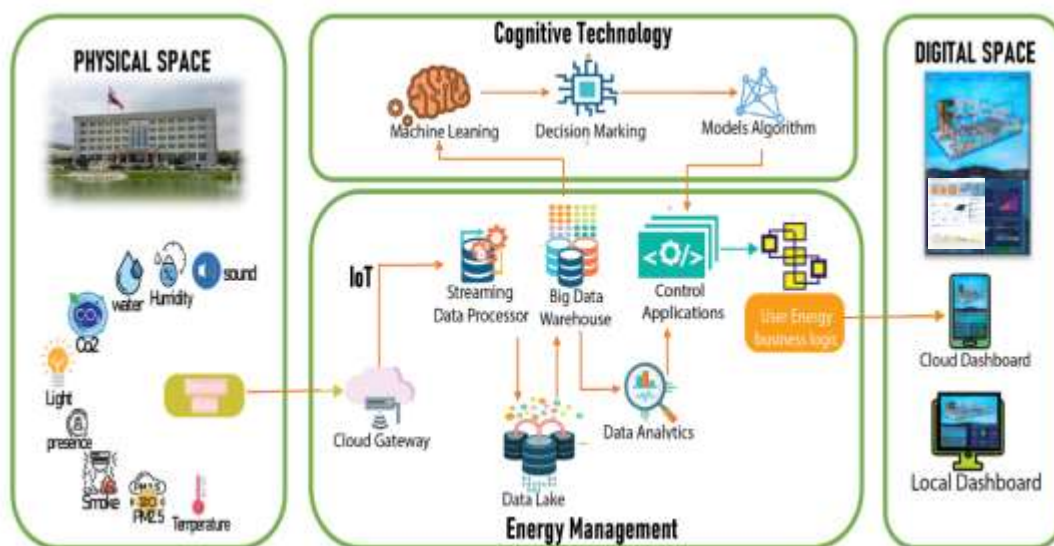 PHYSICAL SPACE
sound
Humidity
water
Co2
Light
presence
Smoke
PM2.5
Temperature
Cognitive Technology
Machine Leaning
Decision Marking
Models Algorithm
IoT
Cloud Gateway
Streaming
Data Processor
Big Data
Warehouse
Control
Applications
User Energy
business logic
Data Lake
Data Analytics
Energy Management
DIGITAL SPACE
Cloud Dashboard
Local Dashboard